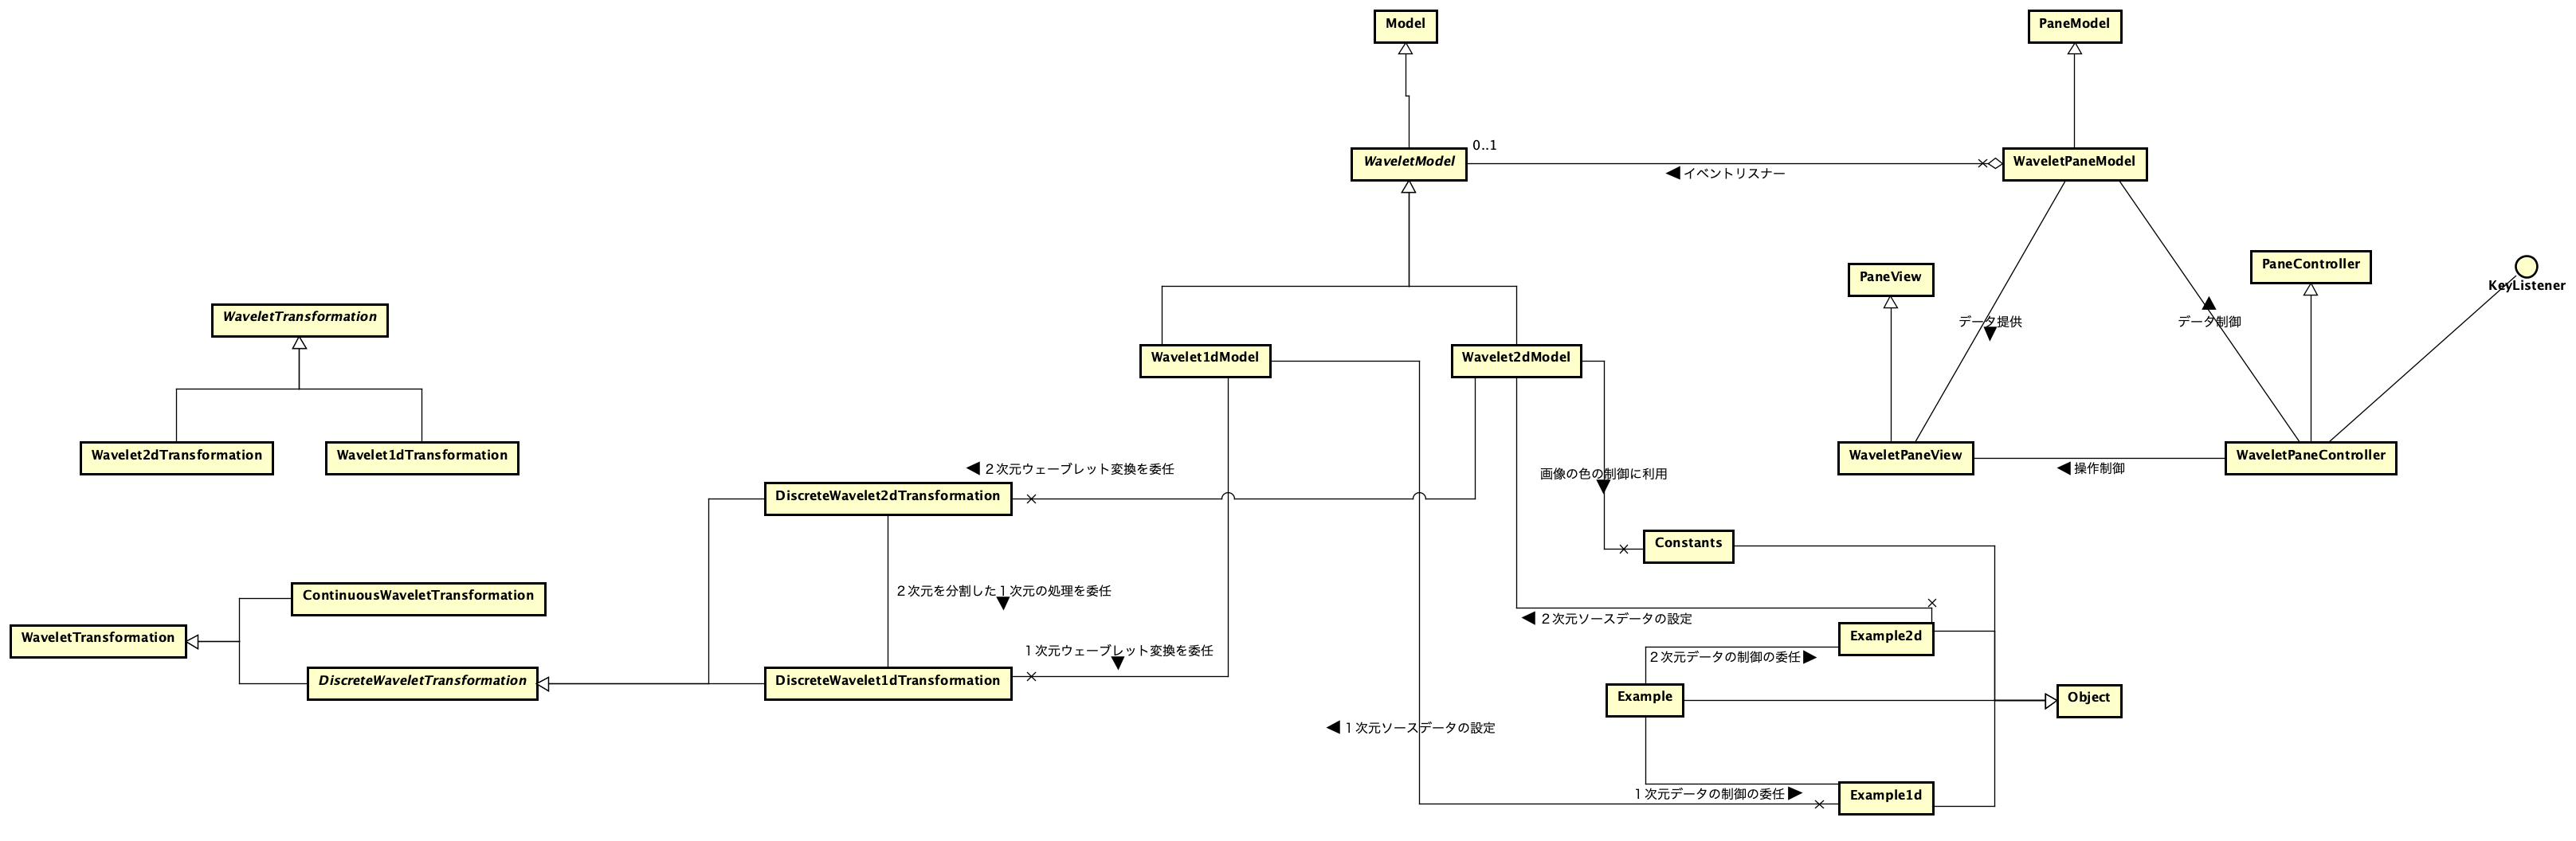 Model
PaneModel
0..1
WaveletModel
WaveletPaneModel
◀ イベントリスナー
PaneView
PaneController
KeyListener
WaveletTransformation
データ提供
データ制御
Wavelet1dModel
Wavelet2dModel
Wavelet2dTransformation
Wavelet1dTransformation
WaveletPaneView
WaveletPaneController
◀ ２次元ウェーブレット変換を委任
画像の色の制御に利用
◀ 操作制御
DiscreteWavelet2dTransformation
Constants
２次元を分割した１次元の処理を委任
ContinuousWaveletTransformation
◀ ２次元ソースデータの設定
WaveletTransformation
Example2d
１次元ウェーブレット変換を委任
２次元データの制御の委任 ▶
DiscreteWaveletTransformation
DiscreteWavelet1dTransformation
Example
Object
◀ １次元ソースデータの設定
１次元データの制御の委任 ▶
Example1d